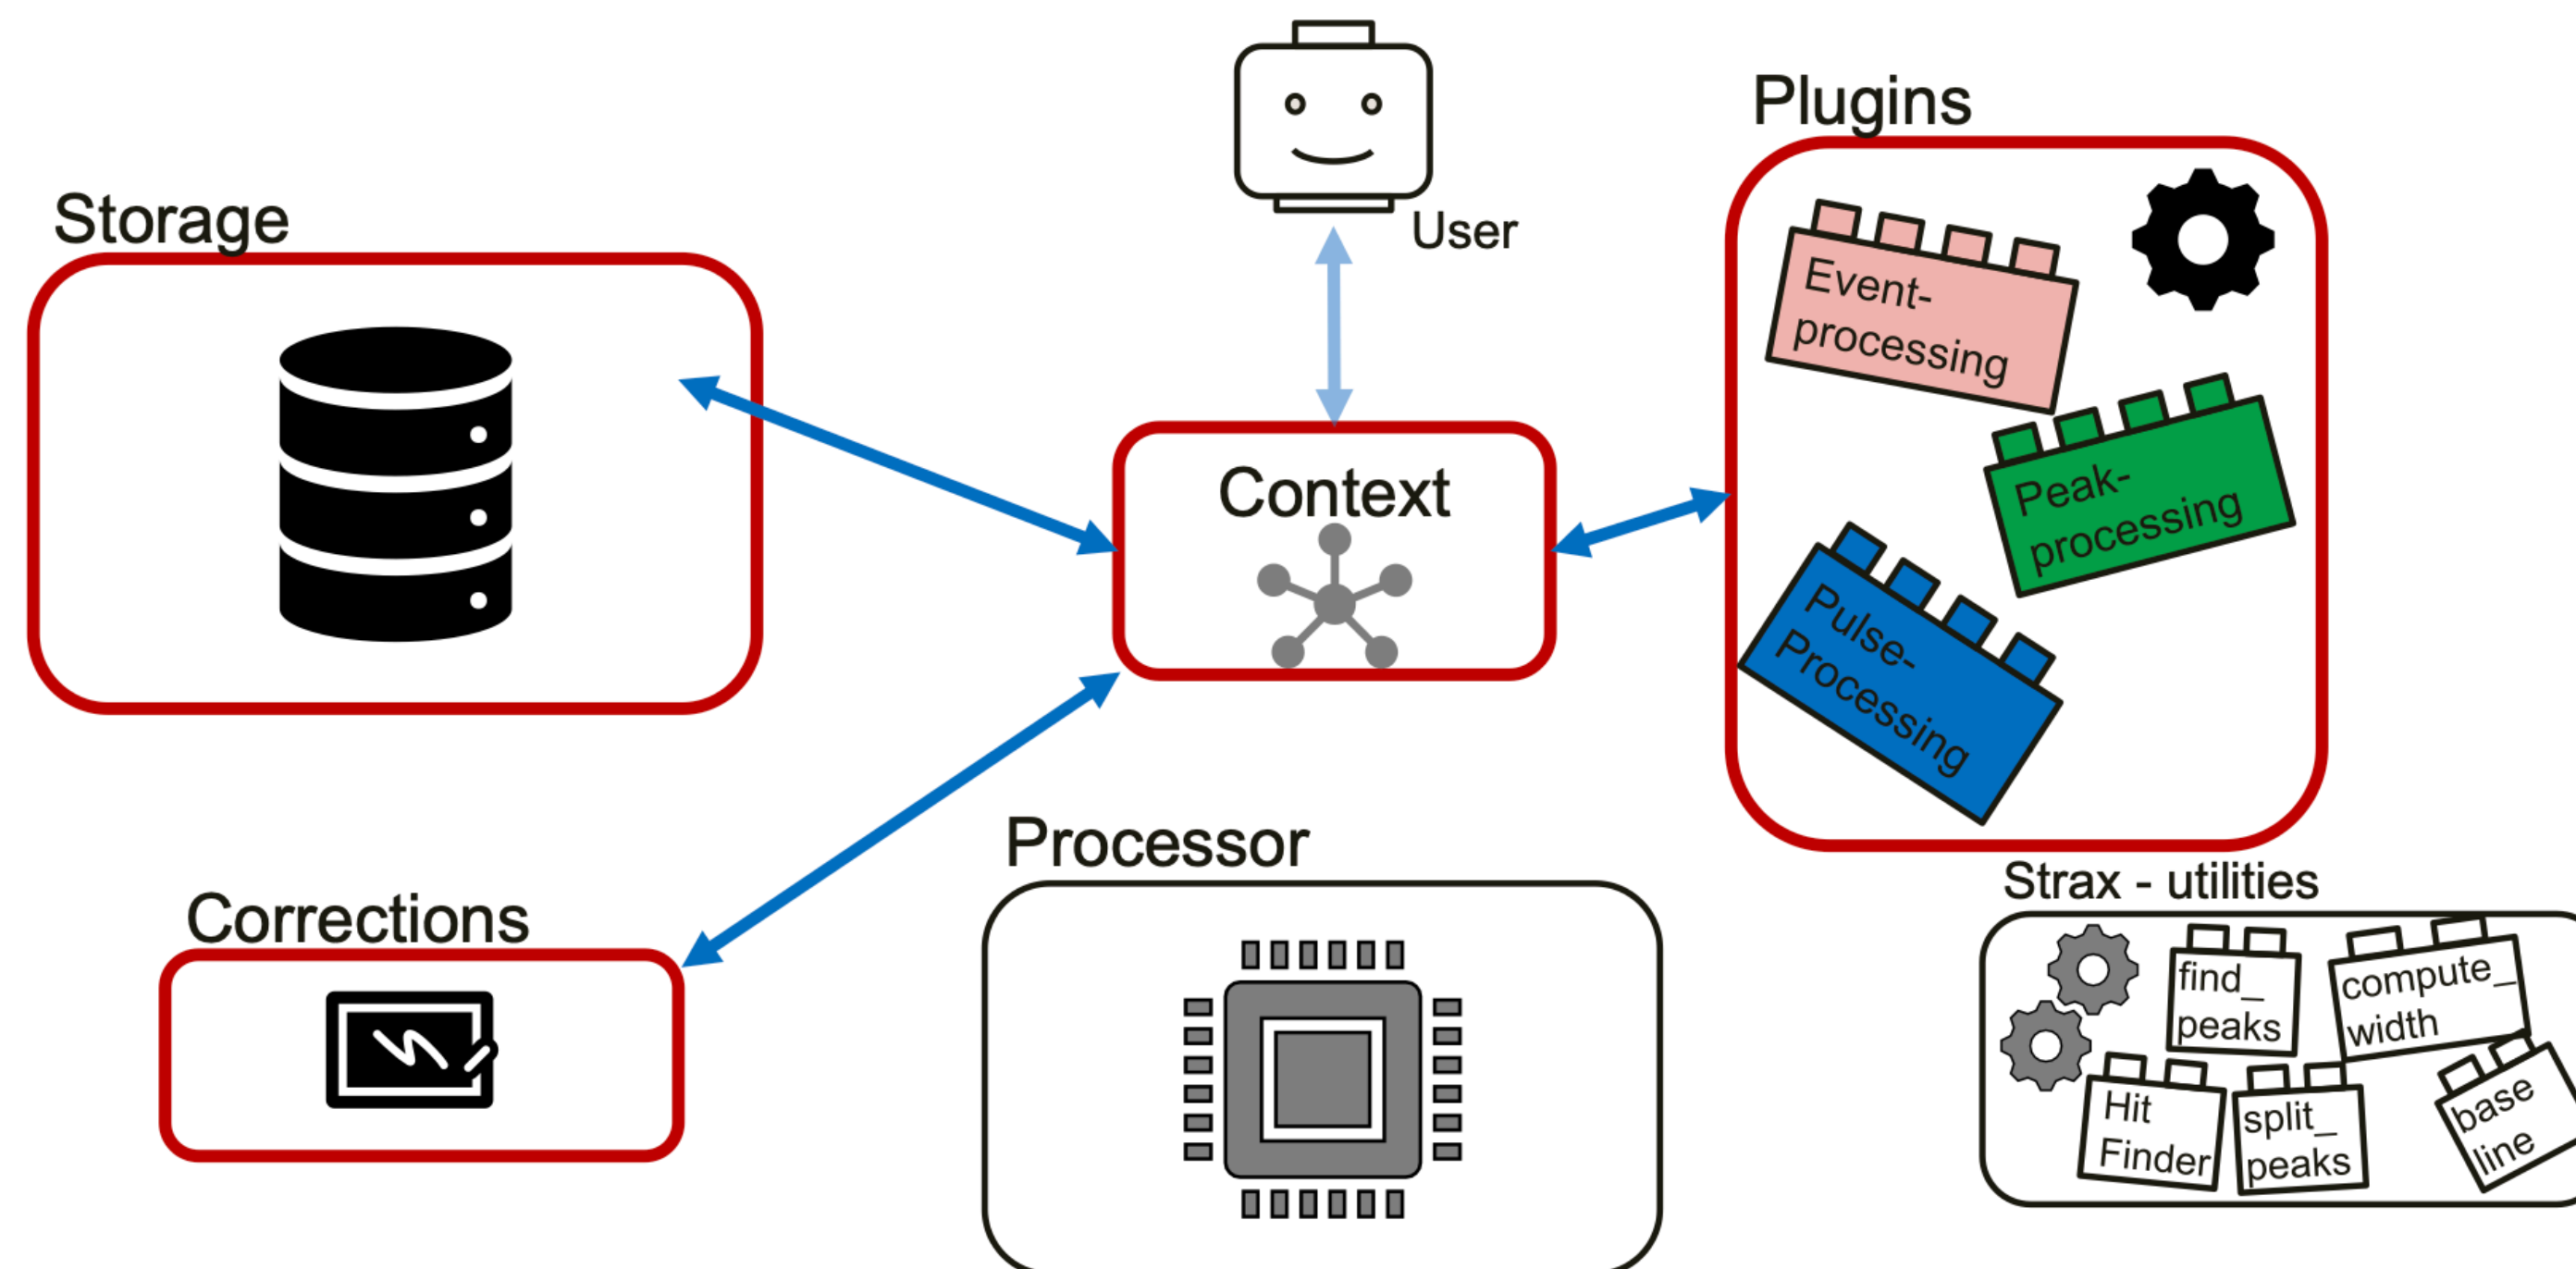 User
Plugins
Storage
Event-
processing
Peak-
processing
Context
Pulse-
Processing
Processor
Corrections
Strax - utilities
find_
peaks
compute_
width
Hit
Finder
split_
peaks
base
line